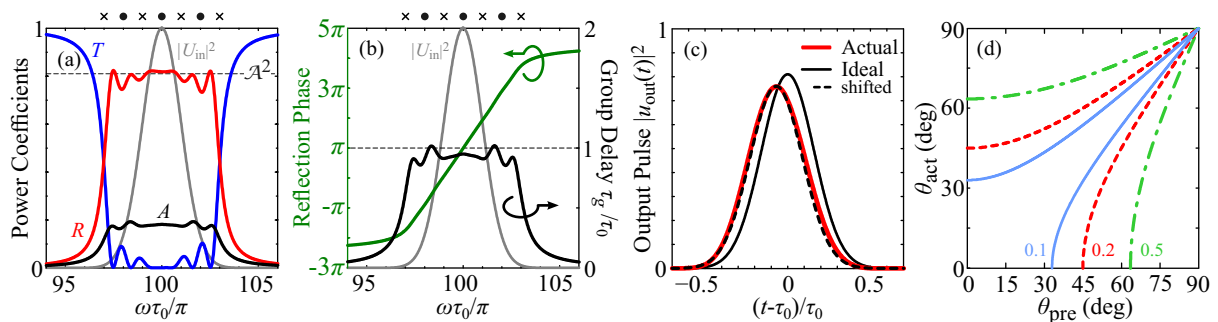 × ● × ● × ● ×
(a)
Power Coefficients
1
0
T
R
A
|U_in|²
𝒜²
95
100
105
ωτ₀/π
× ● × ● × ● ×
(b)
Reflection Phase
5π
3π
π
-π
-3π
|U_in|²
2
1
0
Group Delay τ_g/τ₀
95
100
105
ωτ₀/π
(c)
Output Pulse |u_out(t)|²
1
0
Actual
Ideal
shifted
−0.5
0
0.5
(t-τ₀)/τ₀
(d)
θ_act (deg)
90
60
30
0
0.1
0.2
0.5
0
30
60
90
θ_pre (deg)